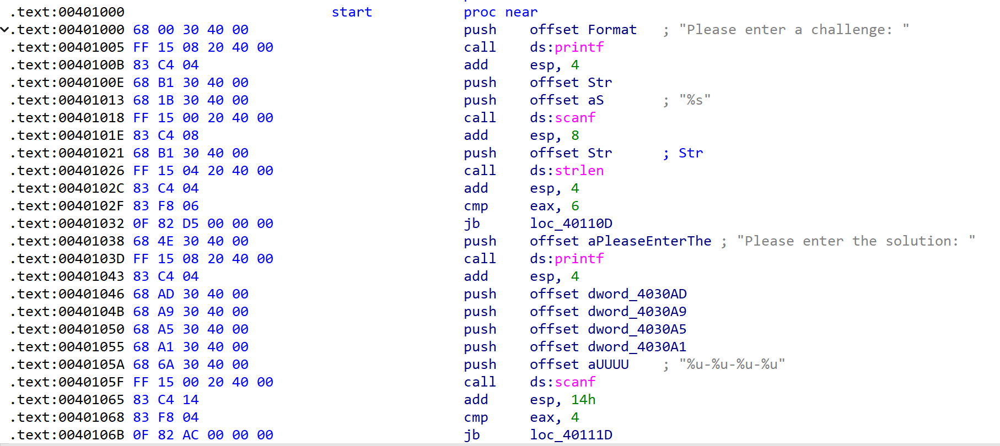 .text:00401000 start proc near
.text:00401000 68 00 30 40 00 push offset Format ; "Please enter a challenge: "
.text:00401005 FF 15 08 20 40 00 call ds:printf
.text:0040100B 83 C4 04 add esp, 4
.text:0040100E 68 B1 30 40 00 push offset Str
.text:00401013 68 1B 30 40 00 push offset aS ; "%s"
.text:00401018 FF 15 00 20 40 00 call ds:scanf
.text:0040101E 83 C4 08 add esp, 8
.text:00401021 68 B1 30 40 00 push offset Str ; Str
.text:00401026 FF 15 04 20 40 00 call ds:strlen
.text:0040102C 83 C4 04 add esp, 4
.text:0040102F 83 F8 06 cmp eax, 6
.text:00401032 0F 82 D5 00 00 00 jb loc_40110D
.text:00401038 68 4E 30 40 00 push offset aPleaseEnterThe ; "Please enter the solution: "
.text:0040103D FF 15 08 20 40 00 call ds:printf
.text:00401043 83 C4 04 add esp, 4
.text:00401046 68 AD 30 40 00 push offset dword_4030AD
.text:0040104B 68 A9 30 40 00 push offset dword_4030A9
.text:00401050 68 A5 30 40 00 push offset dword_4030A5
.text:00401055 68 A1 30 40 00 push offset dword_4030A1
.text:0040105A 68 6A 30 40 00 push offset aUUUU ; "%u-%u-%u-%u"
.text:0040105F FF 15 00 20 40 00 call ds:scanf
.text:00401065 83 C4 14 add esp, 14h
.text:00401068 83 F8 04 cmp eax, 4
.text:0040106B 0F 82 AC 00 00 00 jb loc_40111D